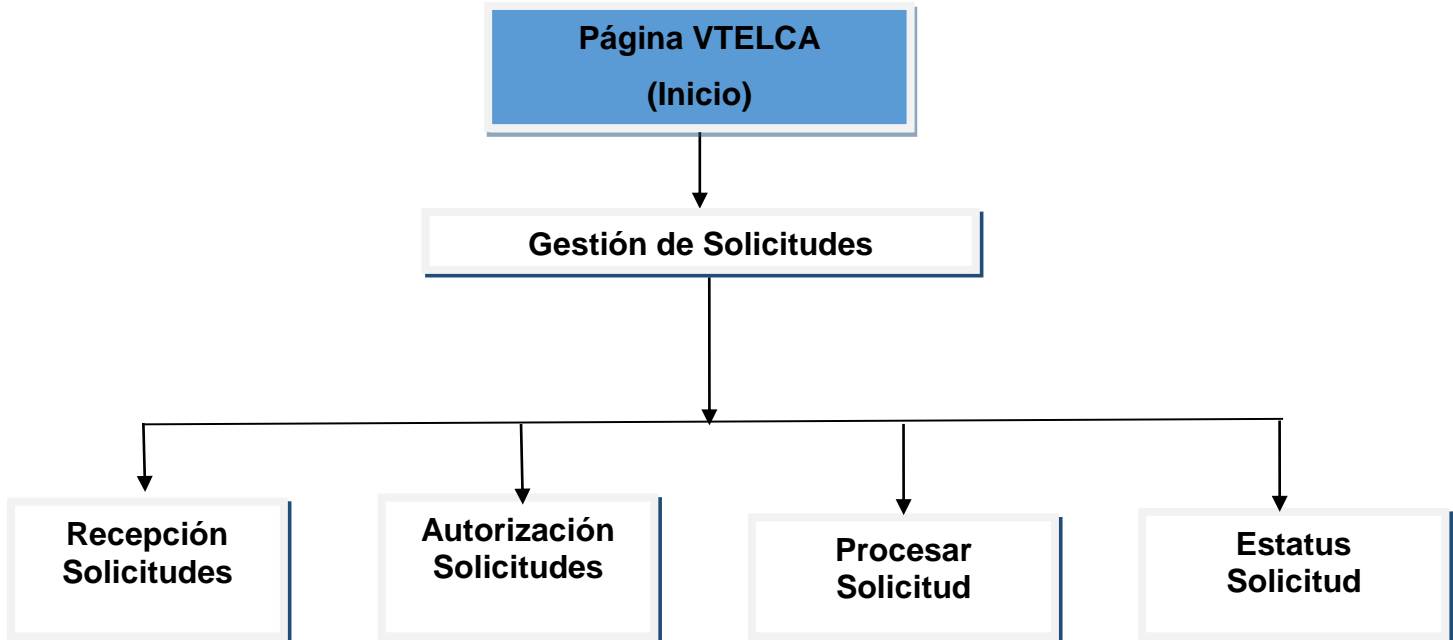 Página VTELCA
(Inicio)
Gestión de Solicitudes
Recepción
Solicitudes
Autorización
Solicitudes
Procesar
Solicitud
Estatus
Solicitud